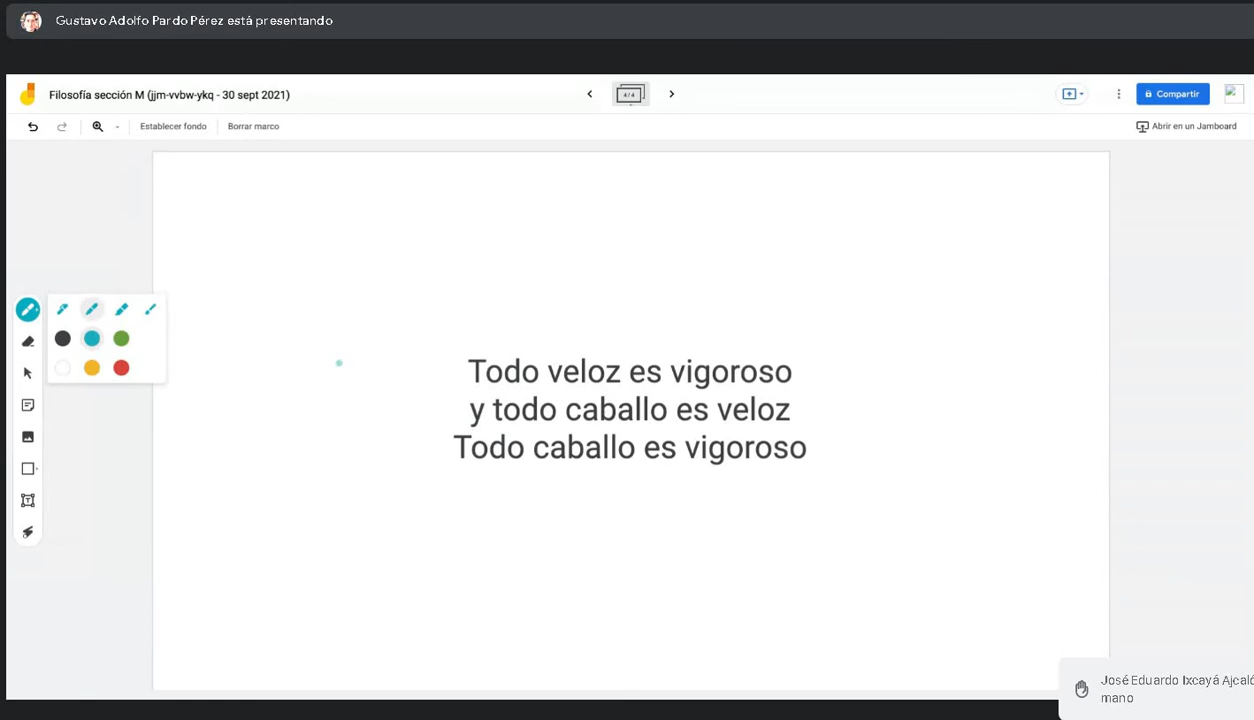 Gustavo Adolfo Pardo Pérez está presentando
Filosofía sección M (jjm-vvbw-ykq - 30 sept 2021)
4/4
Compartir
Establecer fondo
Borrar marco
Abrir en un Jamboard
Todo veloz es vigoroso
y todo caballo es veloz
Todo caballo es vigoroso
José Eduardo Ixcayá Ajcaló
mano